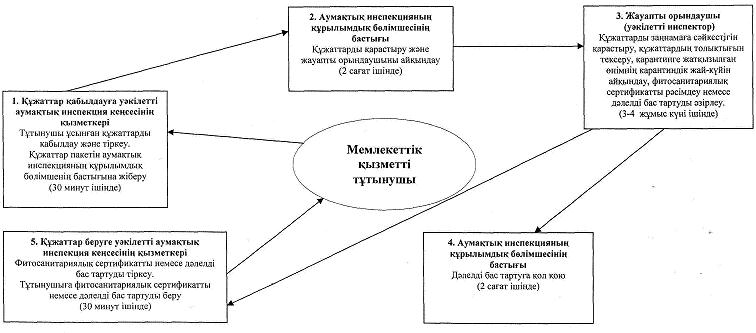 1. Құжаттар қабылдауға уәкілетті
аумақтық инспекция кеңсесінің
қызметкері
Тұтынушы ұсынған құжаттарды
қабылдау және тіркеу.
Құжаттар пакетін аумақтық
инспекцияның құрылымдық
бөлімшенің бастығына жіберу
(30 минут ішінде)
2. Аумақтық инспекцияның
құрылымдық бөлімшесінің
бастығы
Құжаттарды қарастыру және
жауапты орындаушыны айқындау
(2 сағат ішінде)
3. Жауапты орындаушы
(уәкілетті инспектор)
Құжаттарды заңнамаға сәйкестігін
қарастыру, құжаттардың толықтығын
тексеру, карантинге жатқызылған
өнімнің карантиндік жай-күйін
айқындау, фитосанитариялық
сертификатты рәсімдеу немесе
дәлелді бас тартуды әзірлеу.
(3-4 жұмыс күні ішінде)
Мемлекеттік
қызметті
тұтынушы
5. Құжаттар беруге уәкілетті аумақтық
инспекция кеңсесінің қызметкері
Фитосанитариялық сертификатты немесе дәлелді
бас тартуды тіркеу.
Тұтынушыға фитосанитариялық сертификатты
немесе дәлелді бас тартуды беру
(30 минут ішінде)
4. Аумақтық инспекцияның
құрылымдық бөлімшесінің
бастығы
Дәлелді бас тартуға қол қою
(2 сағат ішінде)